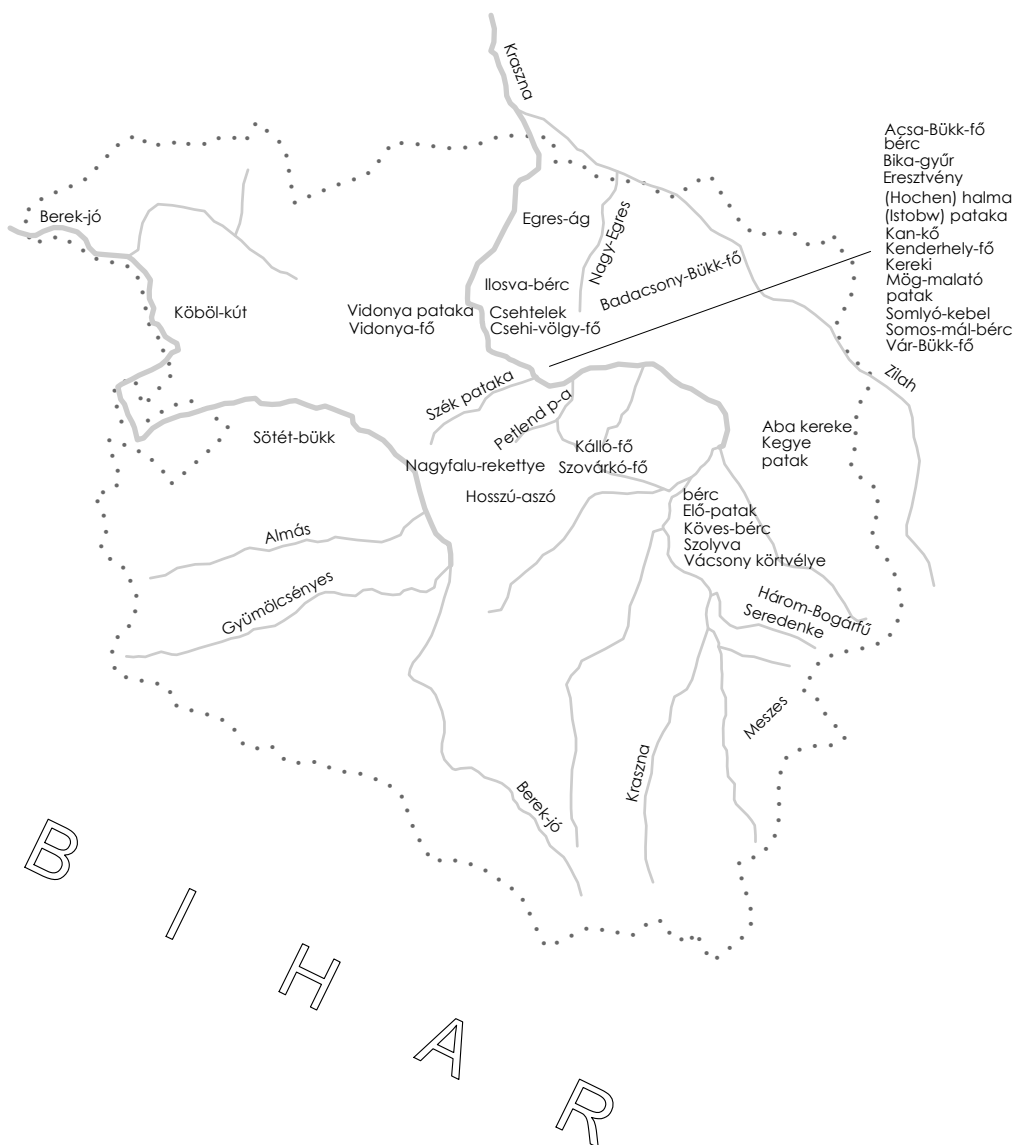 Kraszna
Acsa-Bükk-fő
bérc
Bika-gyűr
Eresztvény
(Hochen) halma
(Istobw) pataka
Kan-kő
Kenderhely-fő
Kereki
Mög-malató
patak
Somlyó-kebel
Somos-mál-bérc
Vár-Bükk-fő
Berek-jó
Egres-ág
Nagy-Egres
Badacsony-Bükk-fő
Ilosva-bérc
Köböl-kút
Vidonya pataka
Vidonya-fő
Csehtelek
Csehi-völgy-fő
Zilah
Szék pataka
Petlend p-a
Sötét-bükk
Kálló-fő
Nagyfalu-rekettye
Szovárkó-fő
Hosszú-aszó
Aba kereke
Kegye
patak
bérc
Elő-patak
Köves-bérc
Szolyva
Vácsony körtvélye
Almás
Gyümölcsényes
Három-Bogárfű
Seredenke
Meszes
Kraszna
Berek-jó
BIHAR